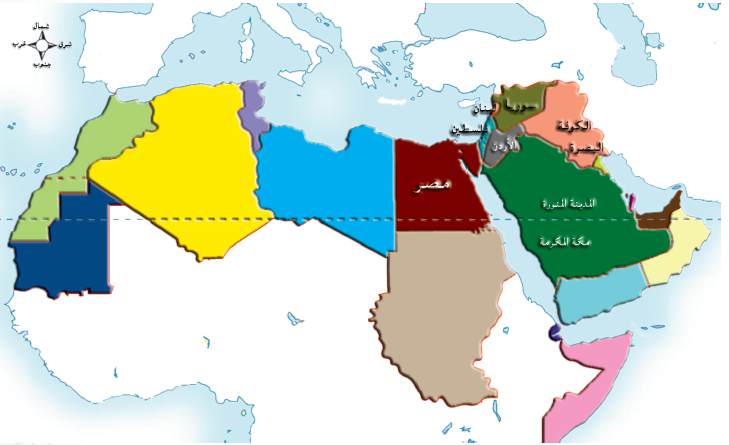 شمال
غرب
شرق
جنوب
سوريا
لبنان
فلسطين
الأردن
الكوفة
البصرة
مصر
المدينة المنورة
مكة المكرمة